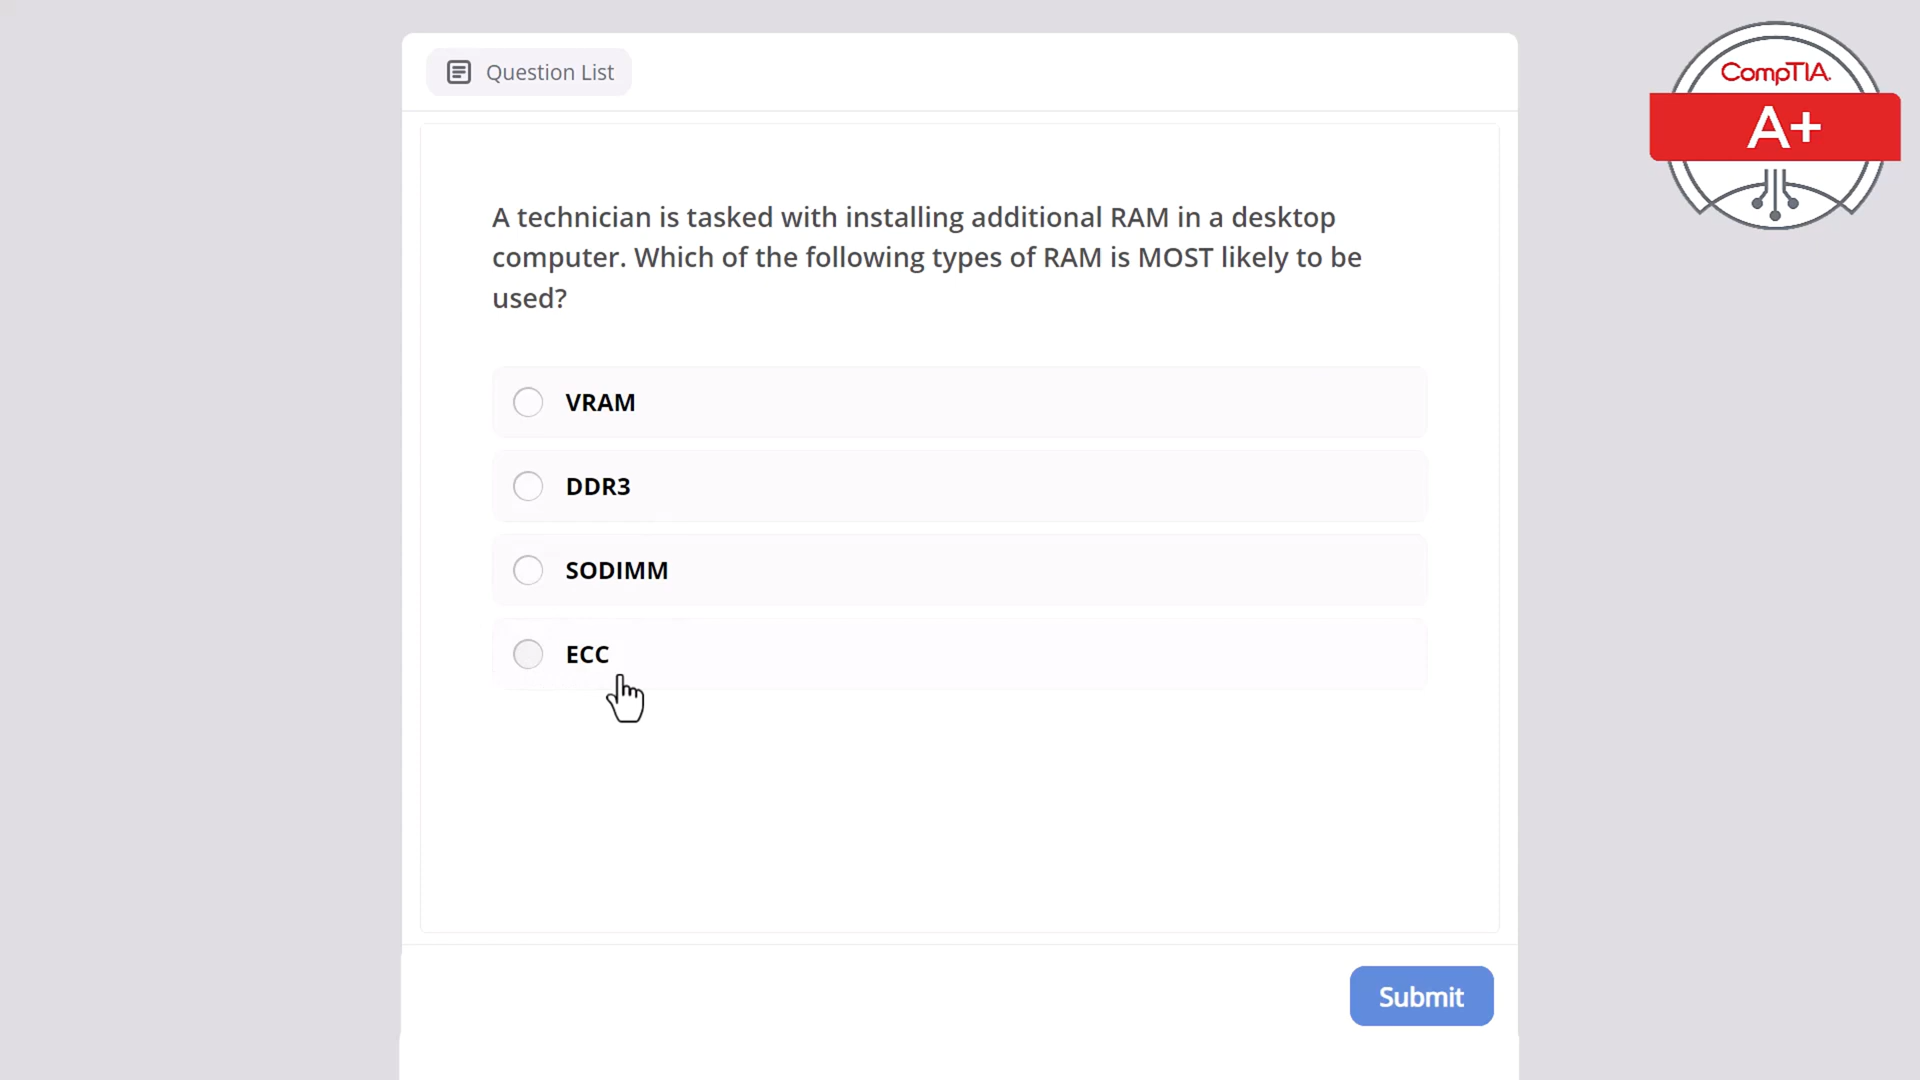 Question List
CompTIA.
A+
A technician is tasked with installing additional RAM in a desktop
computer. Which of the following types of RAM is MOST likely to be
used?
VRAM
DDR3
SODIMM
ECC
Submit